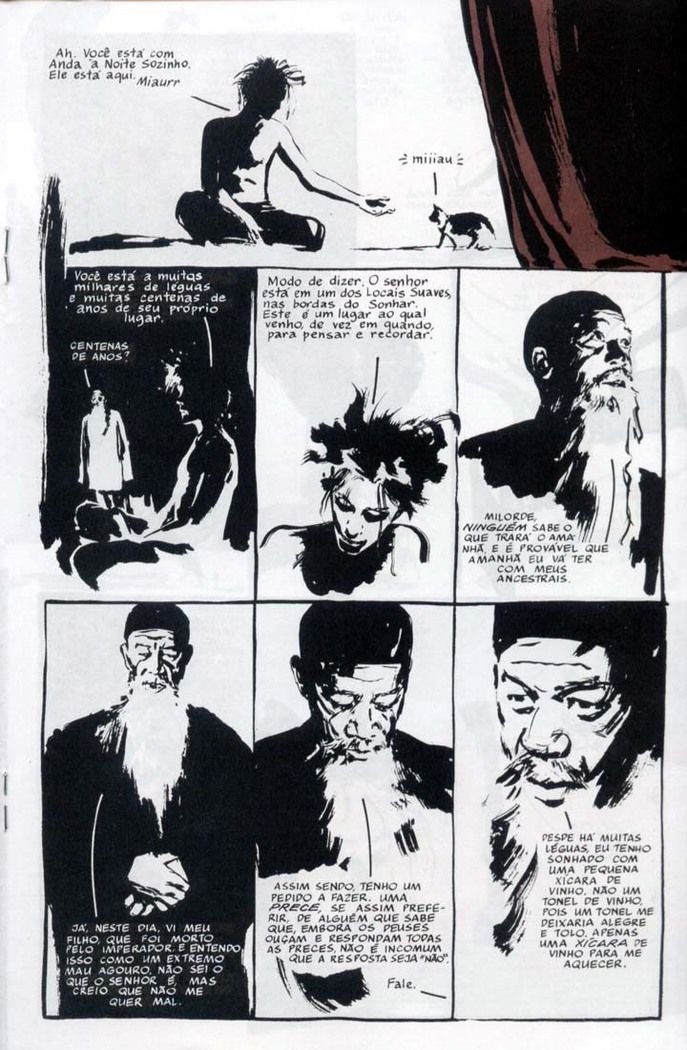 Ah. Você está com
Anda à Noite Sozinho.
Ele está aqui.
Miaurr
miiiau
Você está a muitas
milhares de léguas
e muitas centenas de
anos de seu próprio
lugar.
CENTENAS
DE ANOS?
Modo de dizer. O senhor
está em um dos Locais Suaves,
nas bordas do Sonhar.
Este é um lugar ao qual
venho, de vez em quando,
para pensar e recordar.
MILORDE,
NINGUÉM SABE O
QUE TRARÁ O AMA-
NHÃ, E É PROVÁVEL QUE
AMANHÃ EU VÁ TER
COM MEUS
ANCESTRAIS.
JÁ, NESTE DIA, VI MEU
FILHO, QUE FOI MORTO
PELO IMPERADOR. E ENTENDO
ISSO COMO UM EXTREMO
MAU AGOURO, NÃO SEI O
QUE O SENHOR É, MAS
CREIO QUE NÃO ME
QUER MAL.
ASSIM SENDO, TENHO UM
PEDIDO A FAZER. UMA
PRECE, SE ASSIM PREFE-
RIR, DE ALGUÉM QUE SABE
QUE, EMBORA OS DEUSES
OUÇAM E RESPONDAM TODAS
AS PRECES, NÃO É INCOMUM
QUE A RESPOSTA SEJA "NÃO".
Fale.
DESDE HÁ MUITAS
LÉGUAS, EU TENHO
SONHADO COM
UMA PEQUENA
XÍCARA DE
VINHO. NÃO UM
TONEL DE VINHO,
POIS UM TONEL ME
DEIXARIA ALEGRE
E TOLO. APENAS
UMA XÍCARA DE
VINHO PARA ME
AQUECER.